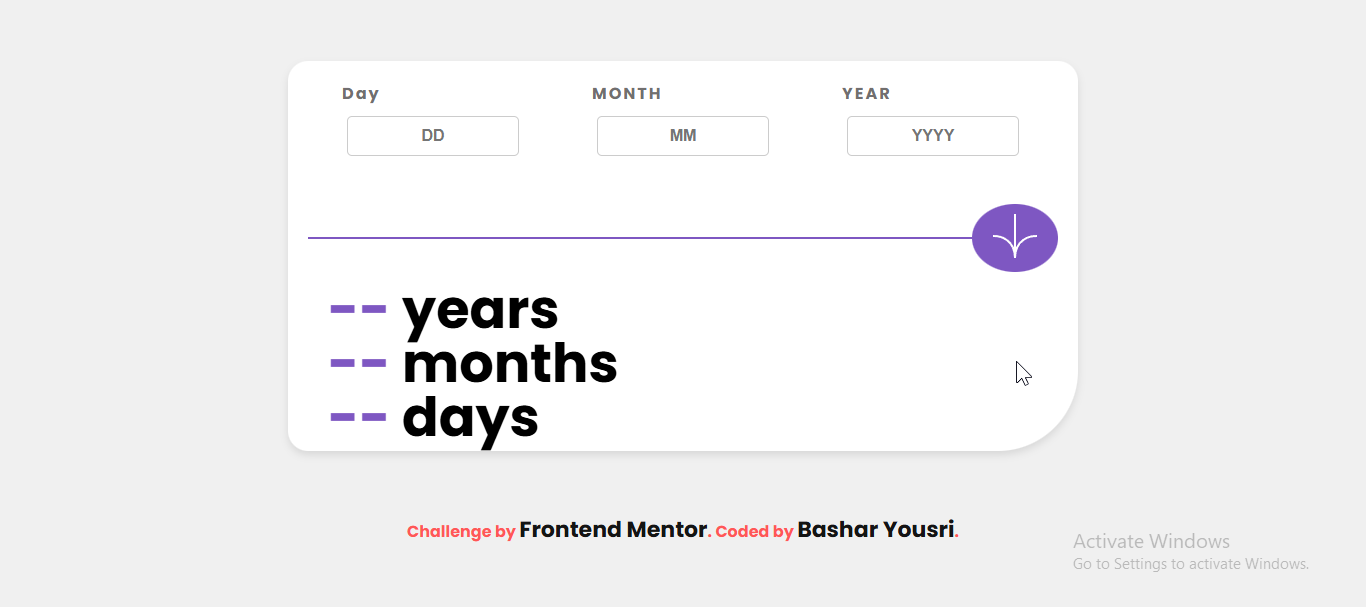 Day MONTH YEAR
DD MM YYYY
-- years
-- months
-- days
Challenge by Frontend Mentor. Coded by Bashar Yousri.
Activate Windows
Go to Settings to activate Windows.